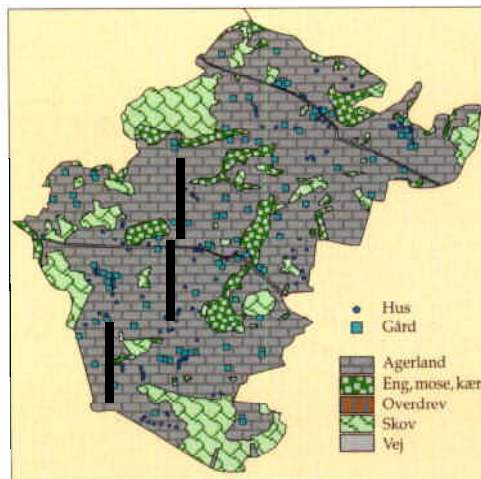 Hus
Gård
Agerland
Eng, mose, kær
Overdrev
Skov
Vej